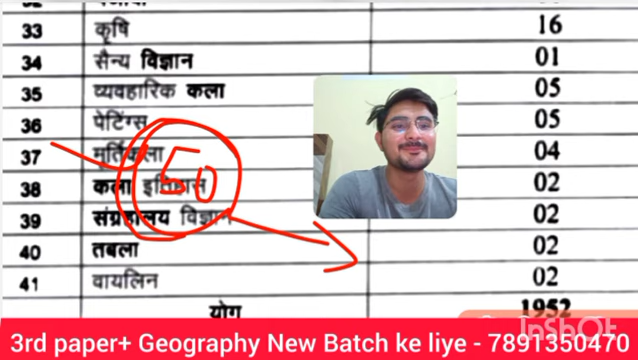 33 कृषि 16
34 सैन्य विज्ञान 01
35 व्यवहारिक कला 05
36 पेटिंग्स 05
37 मूर्तिकला 04
38 कला इतिहास 02
50
39 संग्रहालय विज्ञान 02
40 तबला 02
41 वायलिन 02
योग 1952
InShOt
3rd paper+ Geography New Batch ke liye - 7891350470